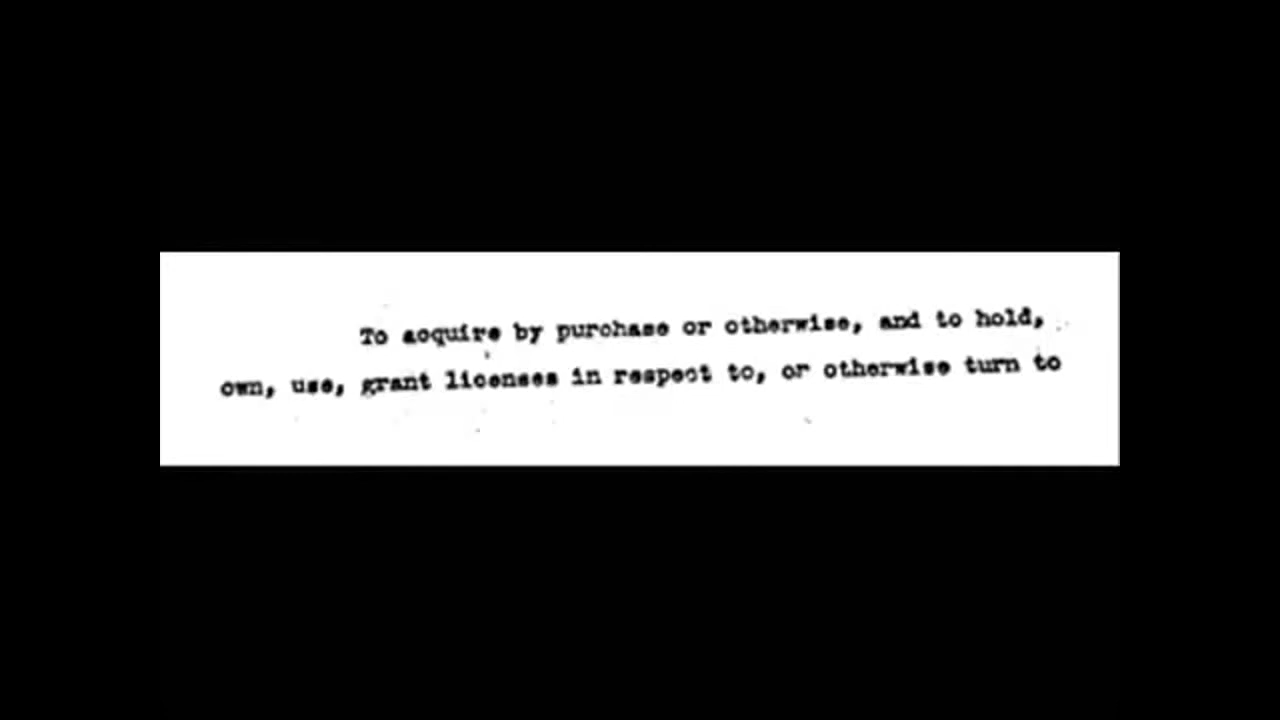 To acquire by purchase or otherwise, and to hold,
own, use, grant licenses in respect to, or otherwise turn to